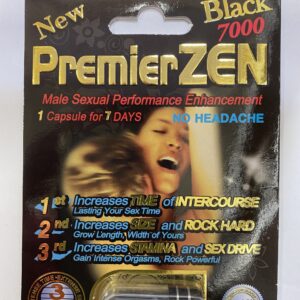 New
Black
7000
PremierZEN
Male Sexual Performance Enhancement
1 Capsule for 7 DAYS
NO HEADACHE
1st Increases TIME of INTERCOURSE
Lasting Your Sex Time
2nd Increases SIZE and ROCK HARD
Grow Length, Width of Yours
3rd Increases STAMINA and SEX DRIVE
Gain Intense Orgasms, Rock Powerful
3